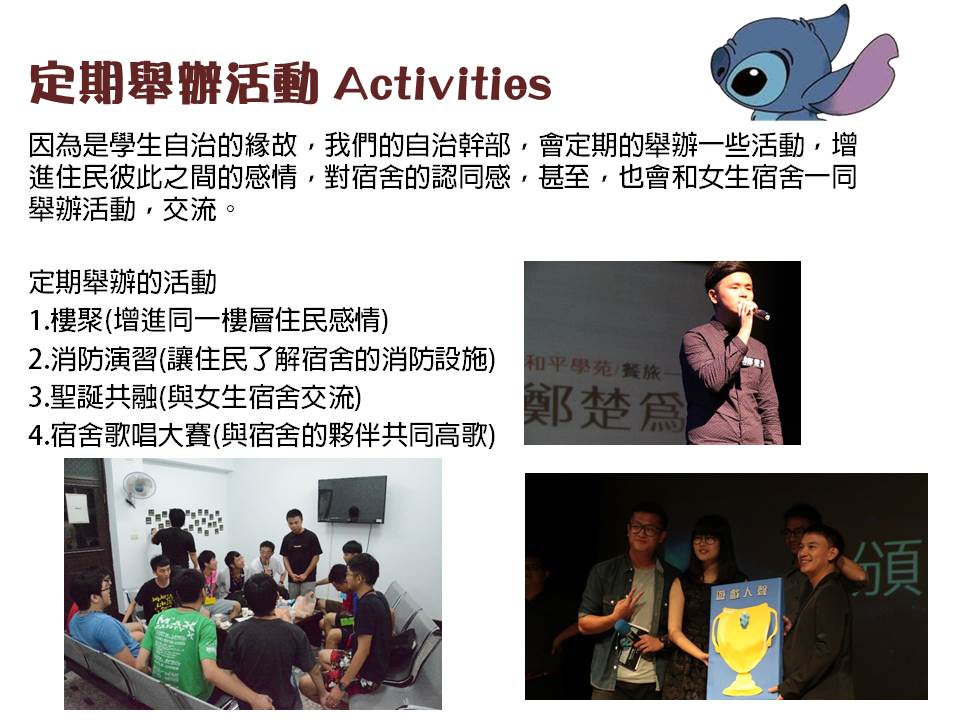 定期舉辦活動 Activities
因為是學生自治的緣故，我們的自治幹部，會定期的舉辦一些活動，增
進住民彼此之間的感情，對宿舍的認同感，甚至，也會和女生宿舍一同
舉辦活動，交流。
定期舉辦的活動
1.樓聚(增進同一樓層住民感情)
2.消防演習(讓住民了解宿舍的消防設施)
3.聖誕共融(與女生宿舍交流)
4.宿舍歌唱大賽(與宿舍的夥伴共同高歌)
和平學苑/餐旅一
鄭楚為
MAX
遊戲人聲
頒